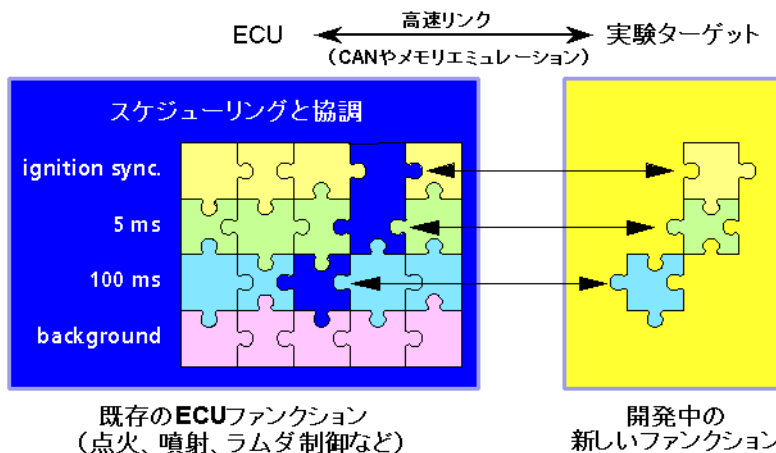 ECU
高速リンク
実験ターゲット
（CANやメモリエミュレーション）
スケジューリングと協調
ignition sync.
5 ms
100 ms
background
既存のECUファンクション
（点火、噴射、ラムダ制御など）
開発中の
新しいファンクション